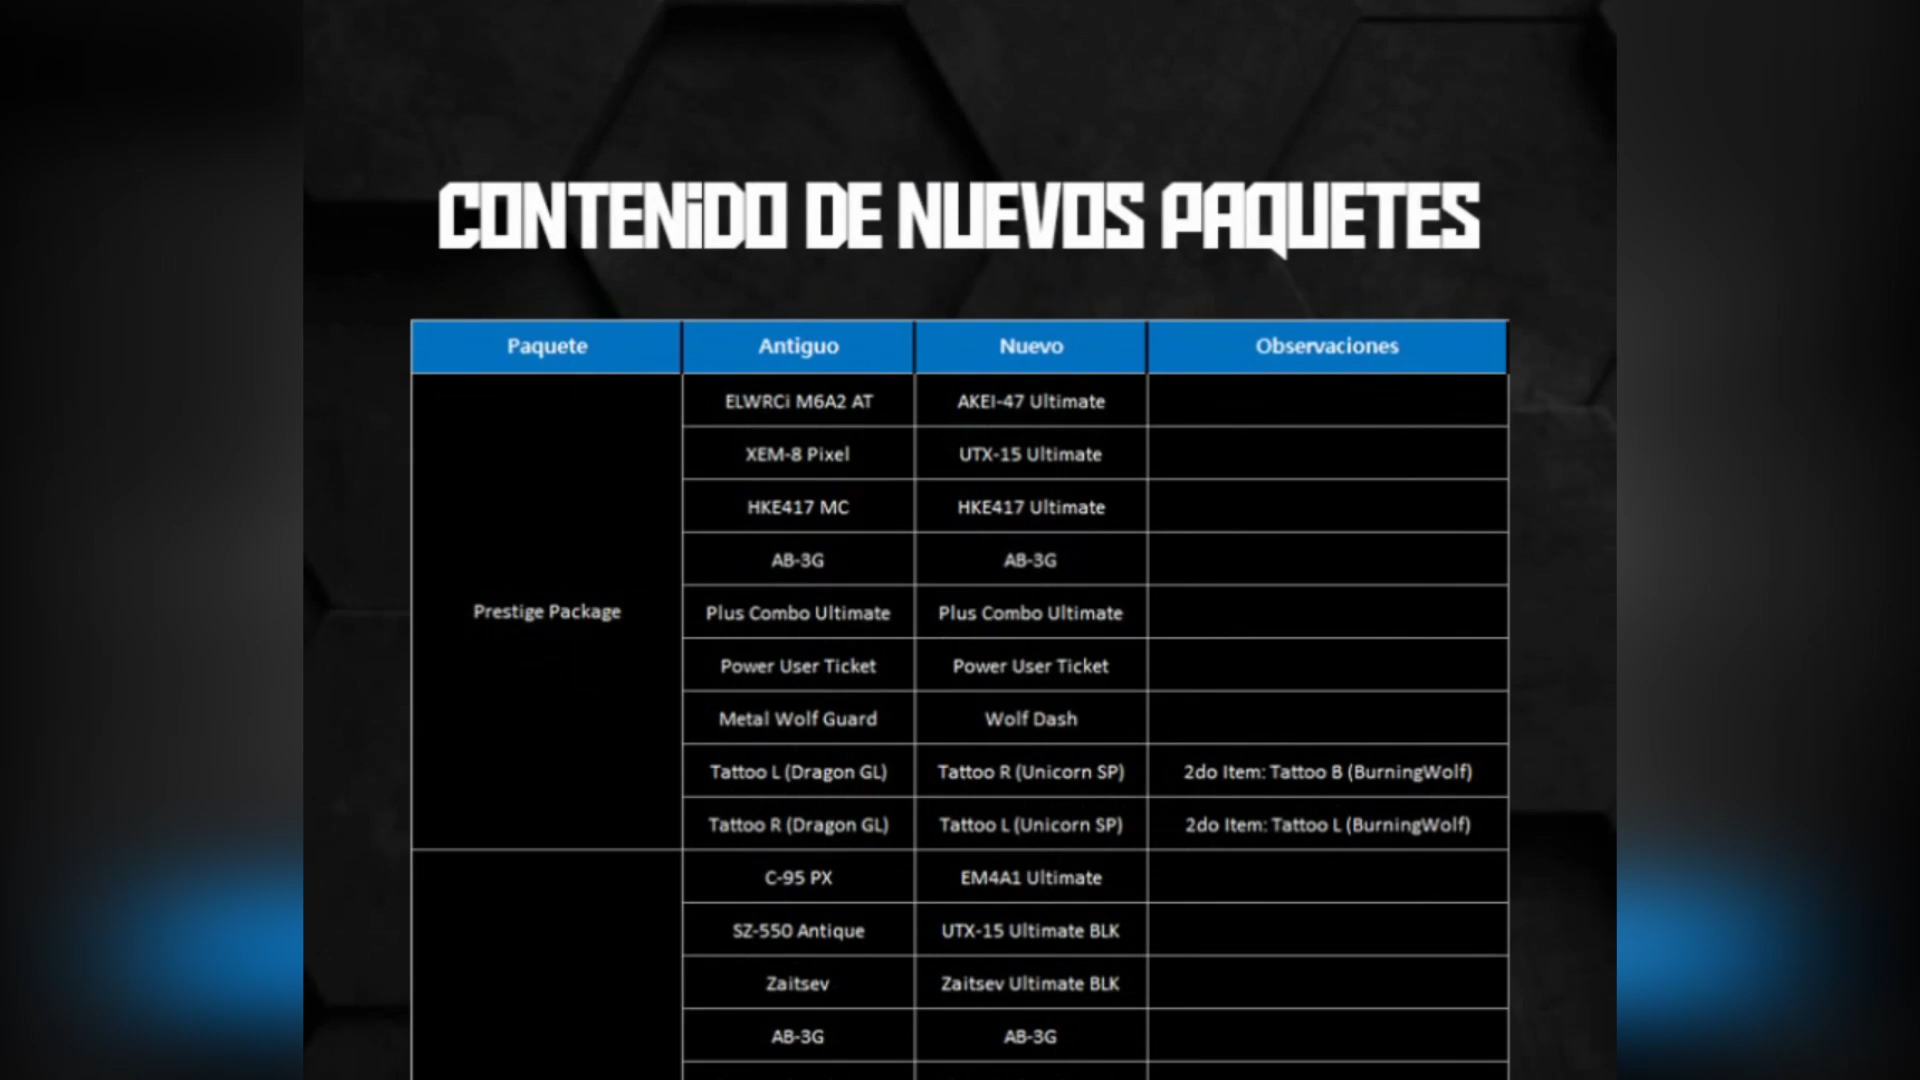 CONTENiDO DE NUEVOS PAQUETES
Paquete Antiguo Nuevo Observaciones
ELWRCi M6A2 AT AKEI-47 Ultimate
XEM-8 Pixel UTX-15 Ultimate
HKE417 MC HKE417 Ultimate
AB-3G AB-3G
Prestige Package Plus Combo Ultimate Plus Combo Ultimate
Power User Ticket Power User Ticket
Metal Wolf Guard Wolf Dash
Tattoo L (Dragon GL) Tattoo R (Unicorn SP) 2do Item: Tattoo B (BurningWolf)
Tattoo R (Dragon GL) Tattoo L (Unicorn SP) 2do Item: Tattoo L (BurningWolf)
C-95 PX EM4A1 Ultimate
SZ-550 Antique UTX-15 Ultimate BLK
Zaitsev Zaitsev Ultimate BLK
AB-3G AB-3G